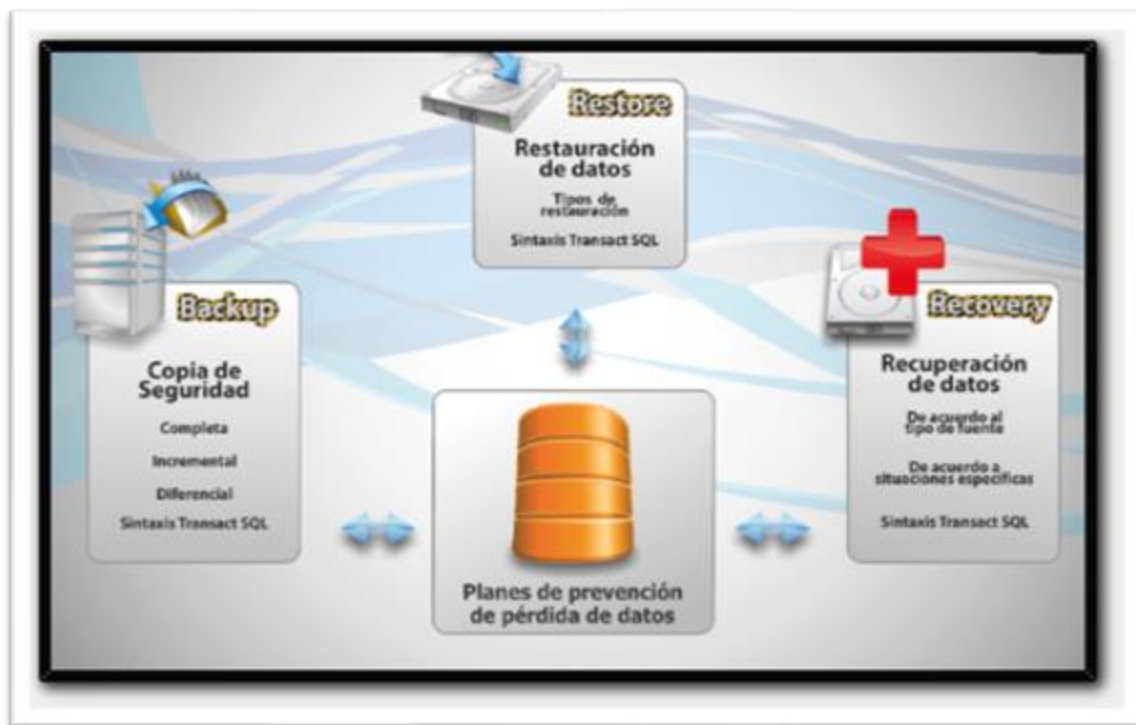 Restore
Restauración
de datos
Tipos de
restauración
Sintaxis Transact SQL
Backup
Copia de
Seguridad
Completa
Incremental
Diferencial
Sintaxis Transact SQL
Recovery
Recuperación
de datos
De acuerdo al
tipo de fuente
De acuerdo a
situaciones específicas
Sintaxis Transact SQL
Planes de prevención
de pérdida de datos